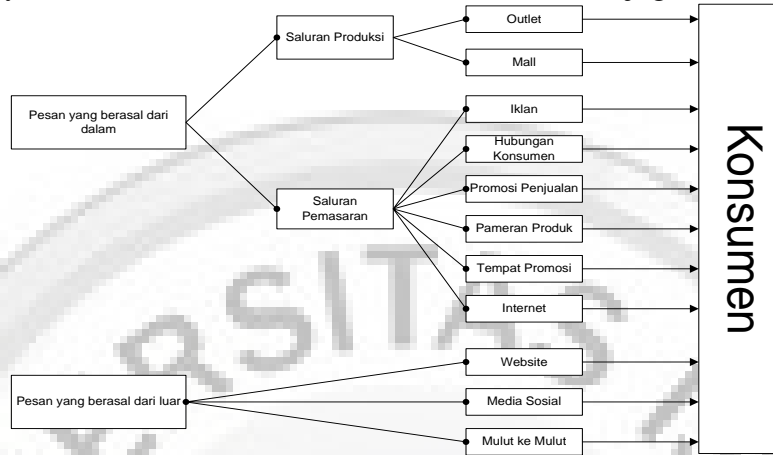 Outlet
Saluran Produksi
Mall
Pesan yang berasal dari
dalam
Iklan
Hubungan
Konsumen
Promosi Penjualan
Saluran
Pemasaran
Pameran Produk
Tempat Promosi
Internet
Website
Pesan yang berasal dari luar
Media Sosial
Mulut ke Mulut
Konsumen